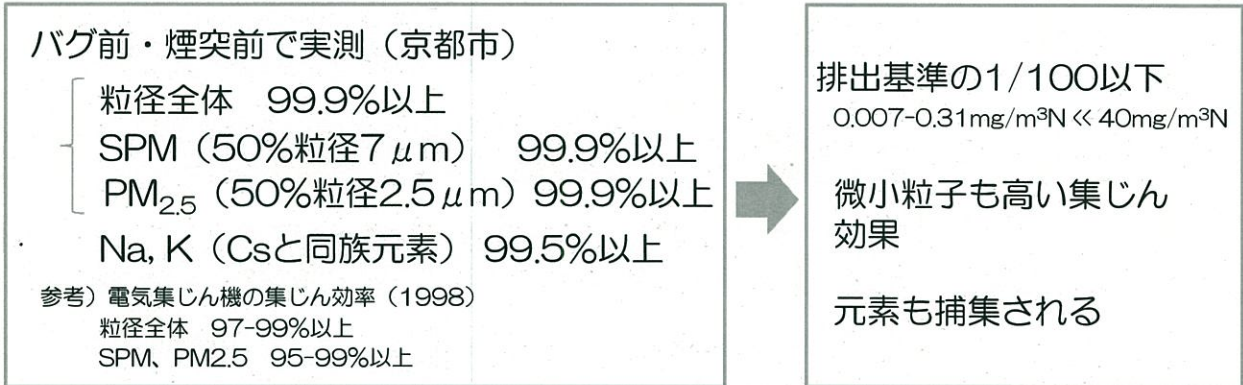 バグ前・煙突前で実測（京都市）
粒径全体　99.9%以上
SPM（50%粒径7μm）　99.9%以上
PM2.5（50%粒径2.5μm）99.9%以上
Na, K（Csと同族元素）99.5%以上
参考）電気集じん機の集じん効率（1998）
粒径全体　97-99%以上
SPM、PM2.5　95-99%以上
排出基準の1/100以下
0.007-0.31mg/m³N ≪ 40mg/m³N
微小粒子も高い集じん
効果
元素も捕集される